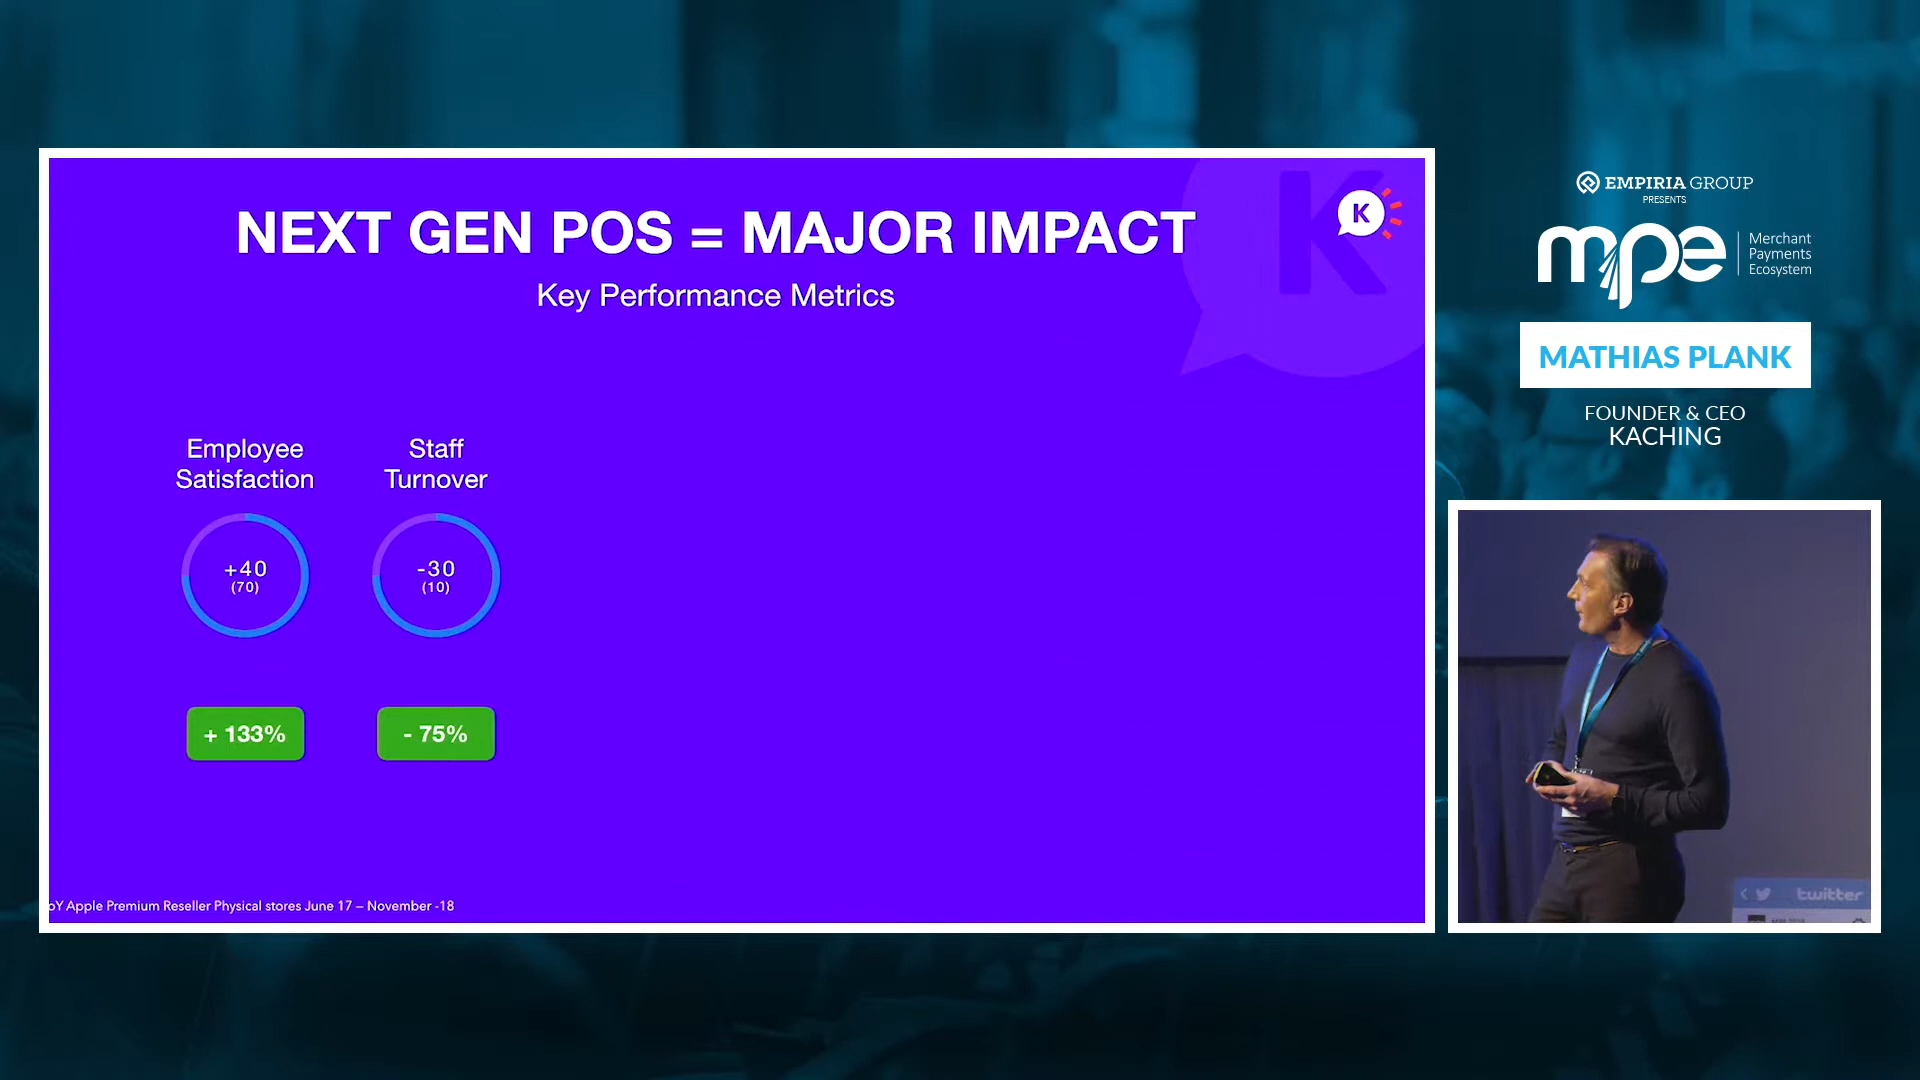 NEXT GEN POS = MAJOR IMPACT
Key Performance Metrics
K
K
Employee
Satisfaction
Staff
Turnover
+40
(70)
-30
(10)
+ 133%
- 75%
Apple Premium Reseller Physical stores June 17 – November -18
EMPIRIA GROUP
PRESENTS
mpe
Merchant
Payments
Ecosystem
MATHIAS PLANK
FOUNDER & CEO
KACHING
twitter